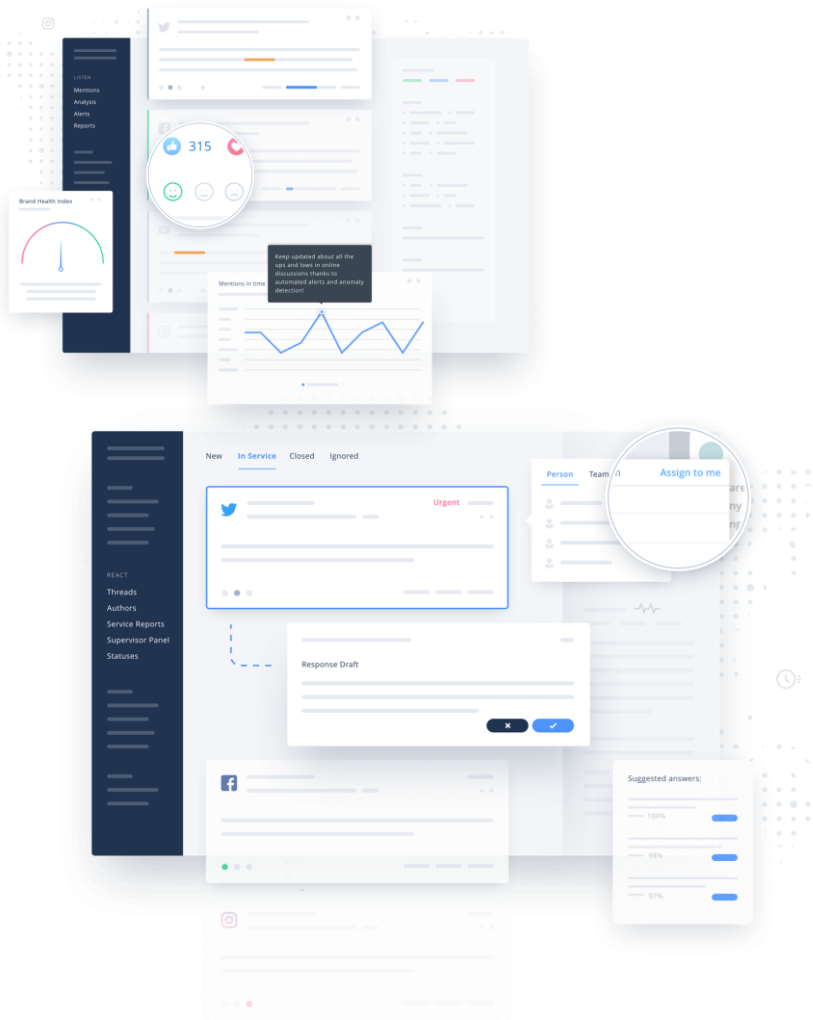 LISTEN
Mentions
Analysis
Alerts
Reports
315
Brand Health Index
Keep updated about all the
ups and lows in online
discussions thanks to
automated alerts and anomaly
detection!
Mentions in time
New In Service Closed Ignored
Urgent
Person Team
Assign to me
REACT
Threads
Authors
Service Reports
Supervisor Panel
Statuses
Response Draft
Suggested answers:
100%
98%
97%